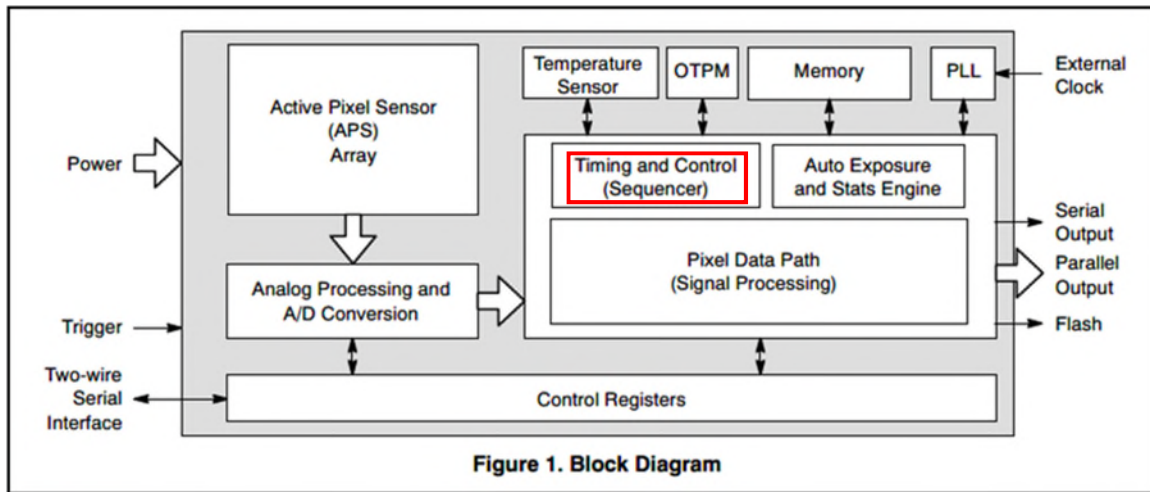 Power
Trigger
Two-wire
Serial
Interface
Active Pixel Sensor
(APS)
Array
Analog Processing and
A/D Conversion
Temperature
Sensor
OTPM
Memory
PLL
External
Clock
Timing and Control
(Sequencer)
Auto Exposure
and Stats Engine
Pixel Data Path
(Signal Processing)
Serial
Output
Parallel
Output
Flash
Control Registers
Figure 1. Block Diagram